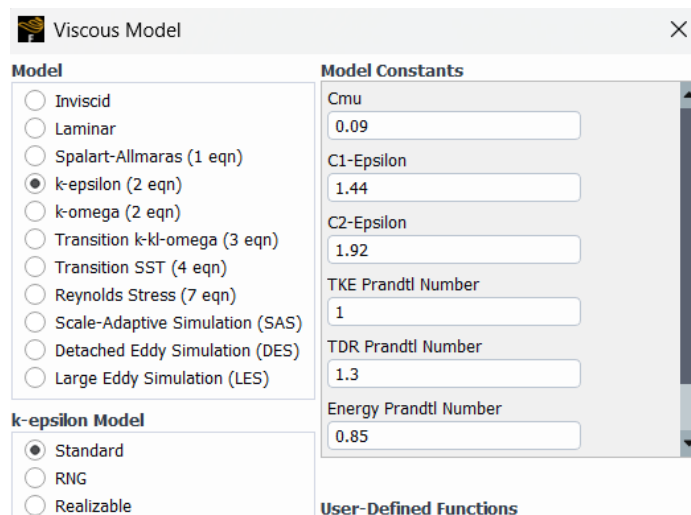 F
Viscous Model
Model
Inviscid
Laminar
Spalart-Allmaras (1 eqn)
k-epsilon (2 eqn)
k-omega (2 eqn)
Transition k-kl-omega (3 eqn)
Transition SST (4 eqn)
Reynolds Stress (7 eqn)
Scale-Adaptive Simulation (SAS)
Detached Eddy Simulation (DES)
Large Eddy Simulation (LES)
k-epsilon Model
Standard
RNG
Realizable
Model Constants
Cmu
0.09
C1-Epsilon
1.44
C2-Epsilon
1.92
TKE Prandtl Number
1
TDR Prandtl Number
1.3
Energy Prandtl Number
0.85
User-Defined Functions